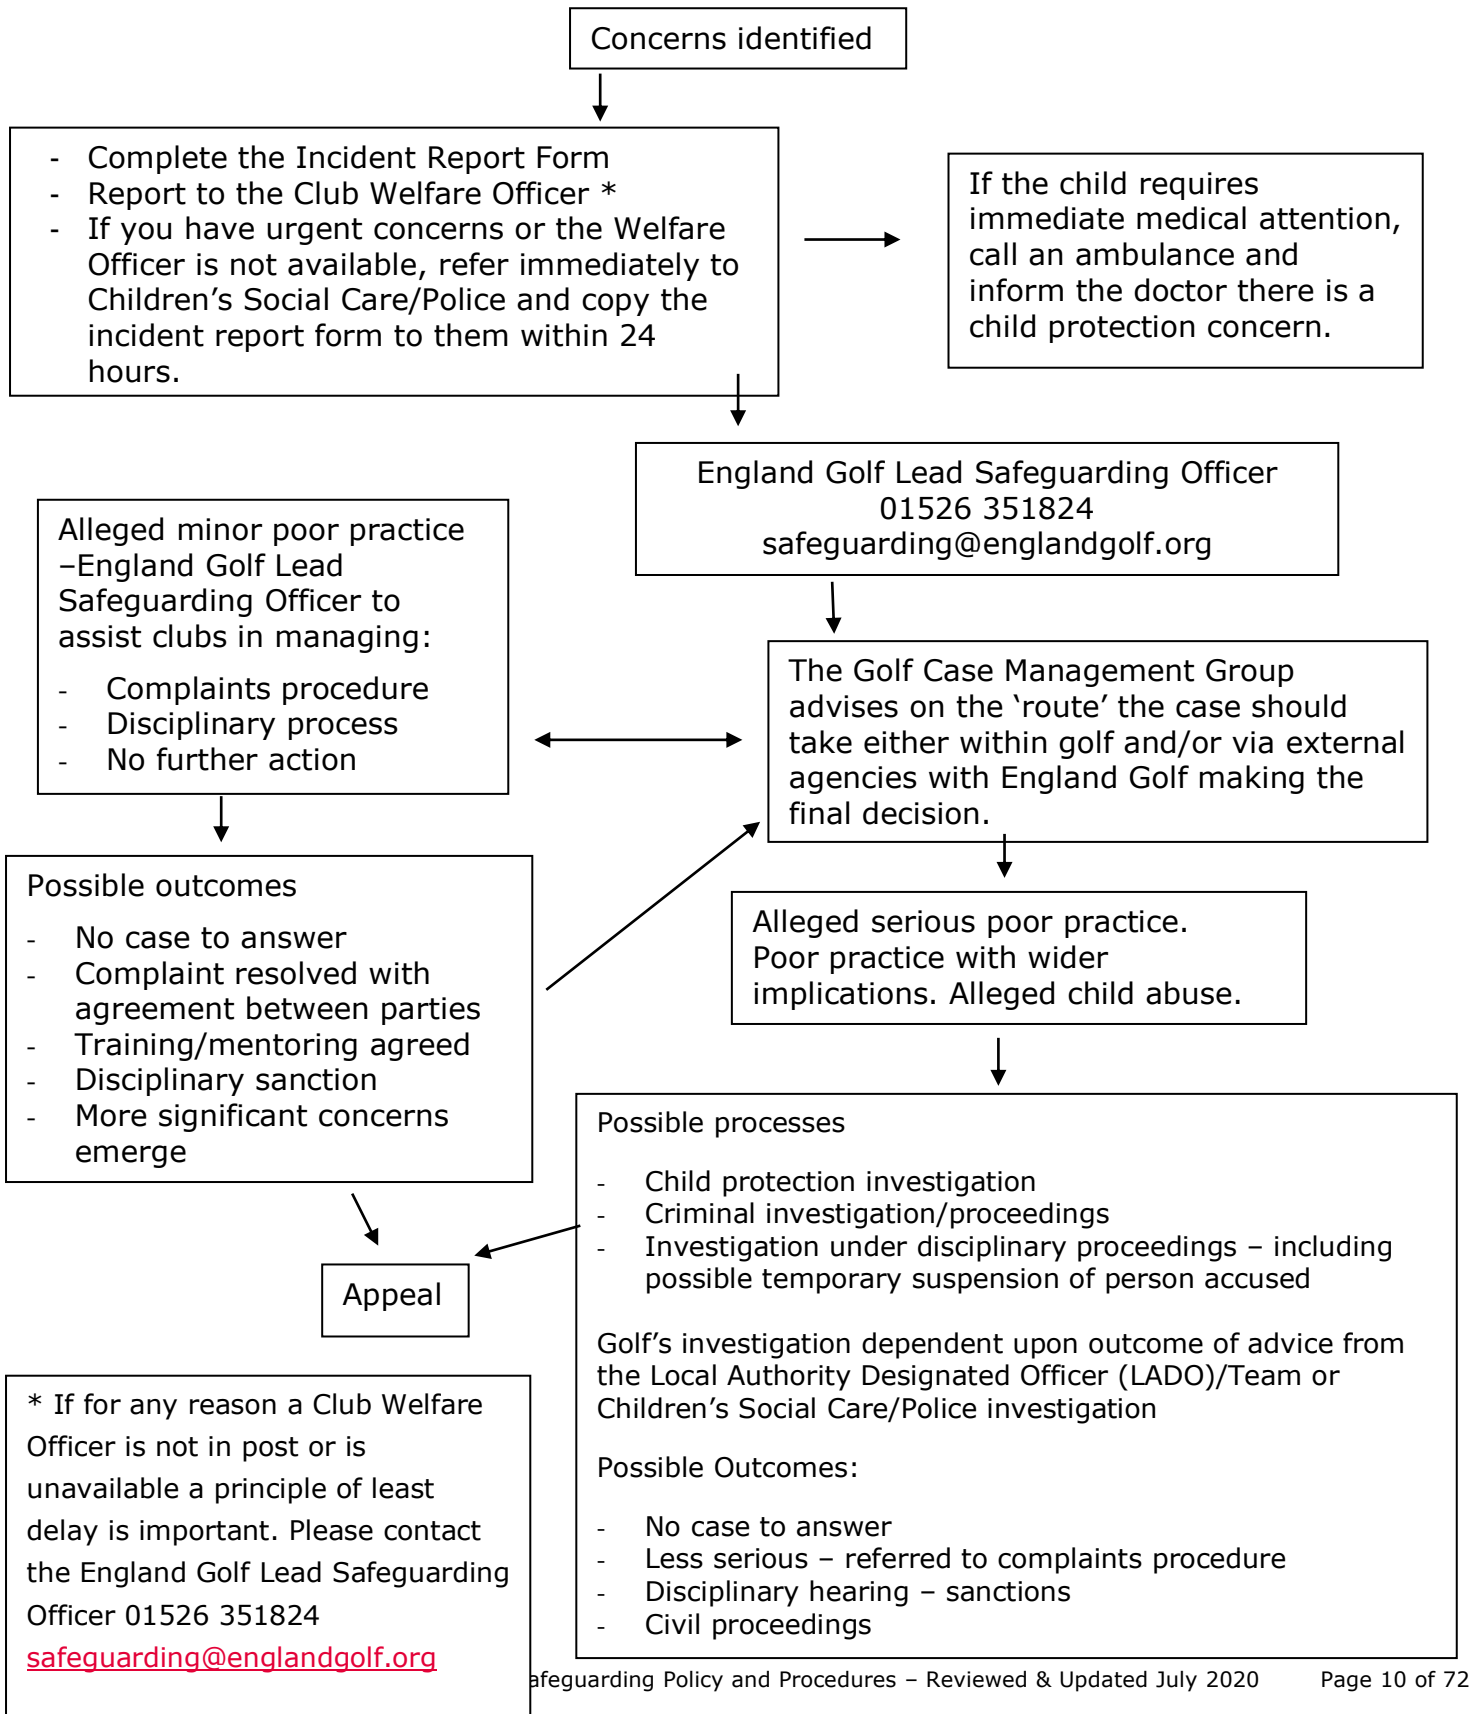 Concerns identified
- Complete the Incident Report Form
- Report to the Club Welfare Officer *
- If you have urgent concerns or the Welfare
Officer is not available, refer immediately to
Children’s Social Care/Police and copy the
incident report form to them within 24
hours.
If the child requires
immediate medical attention,
call an ambulance and
inform the doctor there is a
child protection concern.
England Golf Lead Safeguarding Officer
01526 351824
safeguarding@englandgolf.org
Alleged minor poor practice
–England Golf Lead
Safeguarding Officer to
assist clubs in managing:
- Complaints procedure
- Disciplinary process
- No further action
The Golf Case Management Group
advises on the ‘route’ the case should
take either within golf and/or via external
agencies with England Golf making the
final decision.
Possible outcomes
- No case to answer
- Complaint resolved with
agreement between parties
- Training/mentoring agreed
- Disciplinary sanction
- More significant concerns
emerge
Alleged serious poor practice.
Poor practice with wider
implications. Alleged child abuse.
Possible processes
- Child protection investigation
- Criminal investigation/proceedings
- Investigation under disciplinary proceedings – including
possible temporary suspension of person accused
Golf’s investigation dependent upon outcome of advice from
the Local Authority Designated Officer (LADO)/Team or
Children’s Social Care/Police investigation
Possible Outcomes:
- No case to answer
- Less serious – referred to complaints procedure
- Disciplinary hearing – sanctions
- Civil proceedings
Appeal
* If for any reason a Club Welfare
Officer is not in post or is
unavailable a principle of least
delay is important. Please contact
the England Golf Lead Safeguarding
Officer 01526 351824
safeguarding@englandgolf.org
afeguarding Policy and Procedures – Reviewed & Updated July 2020 Page 10 of 72